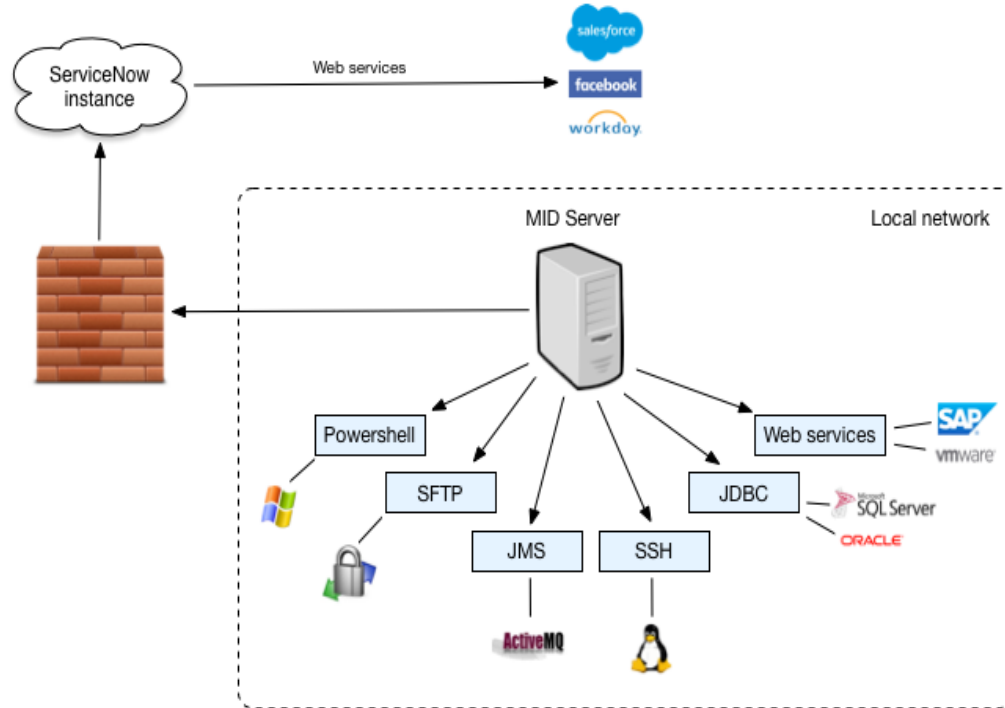 salesforce
ServiceNow
instance
Web services
facebook
workday.
MID Server
Local network
Powershell
Web services
SAP
vmware
SFTP
JDBC
Microsoft
SQL Server
ORACLE
JMS
SSH
ActiveMQ